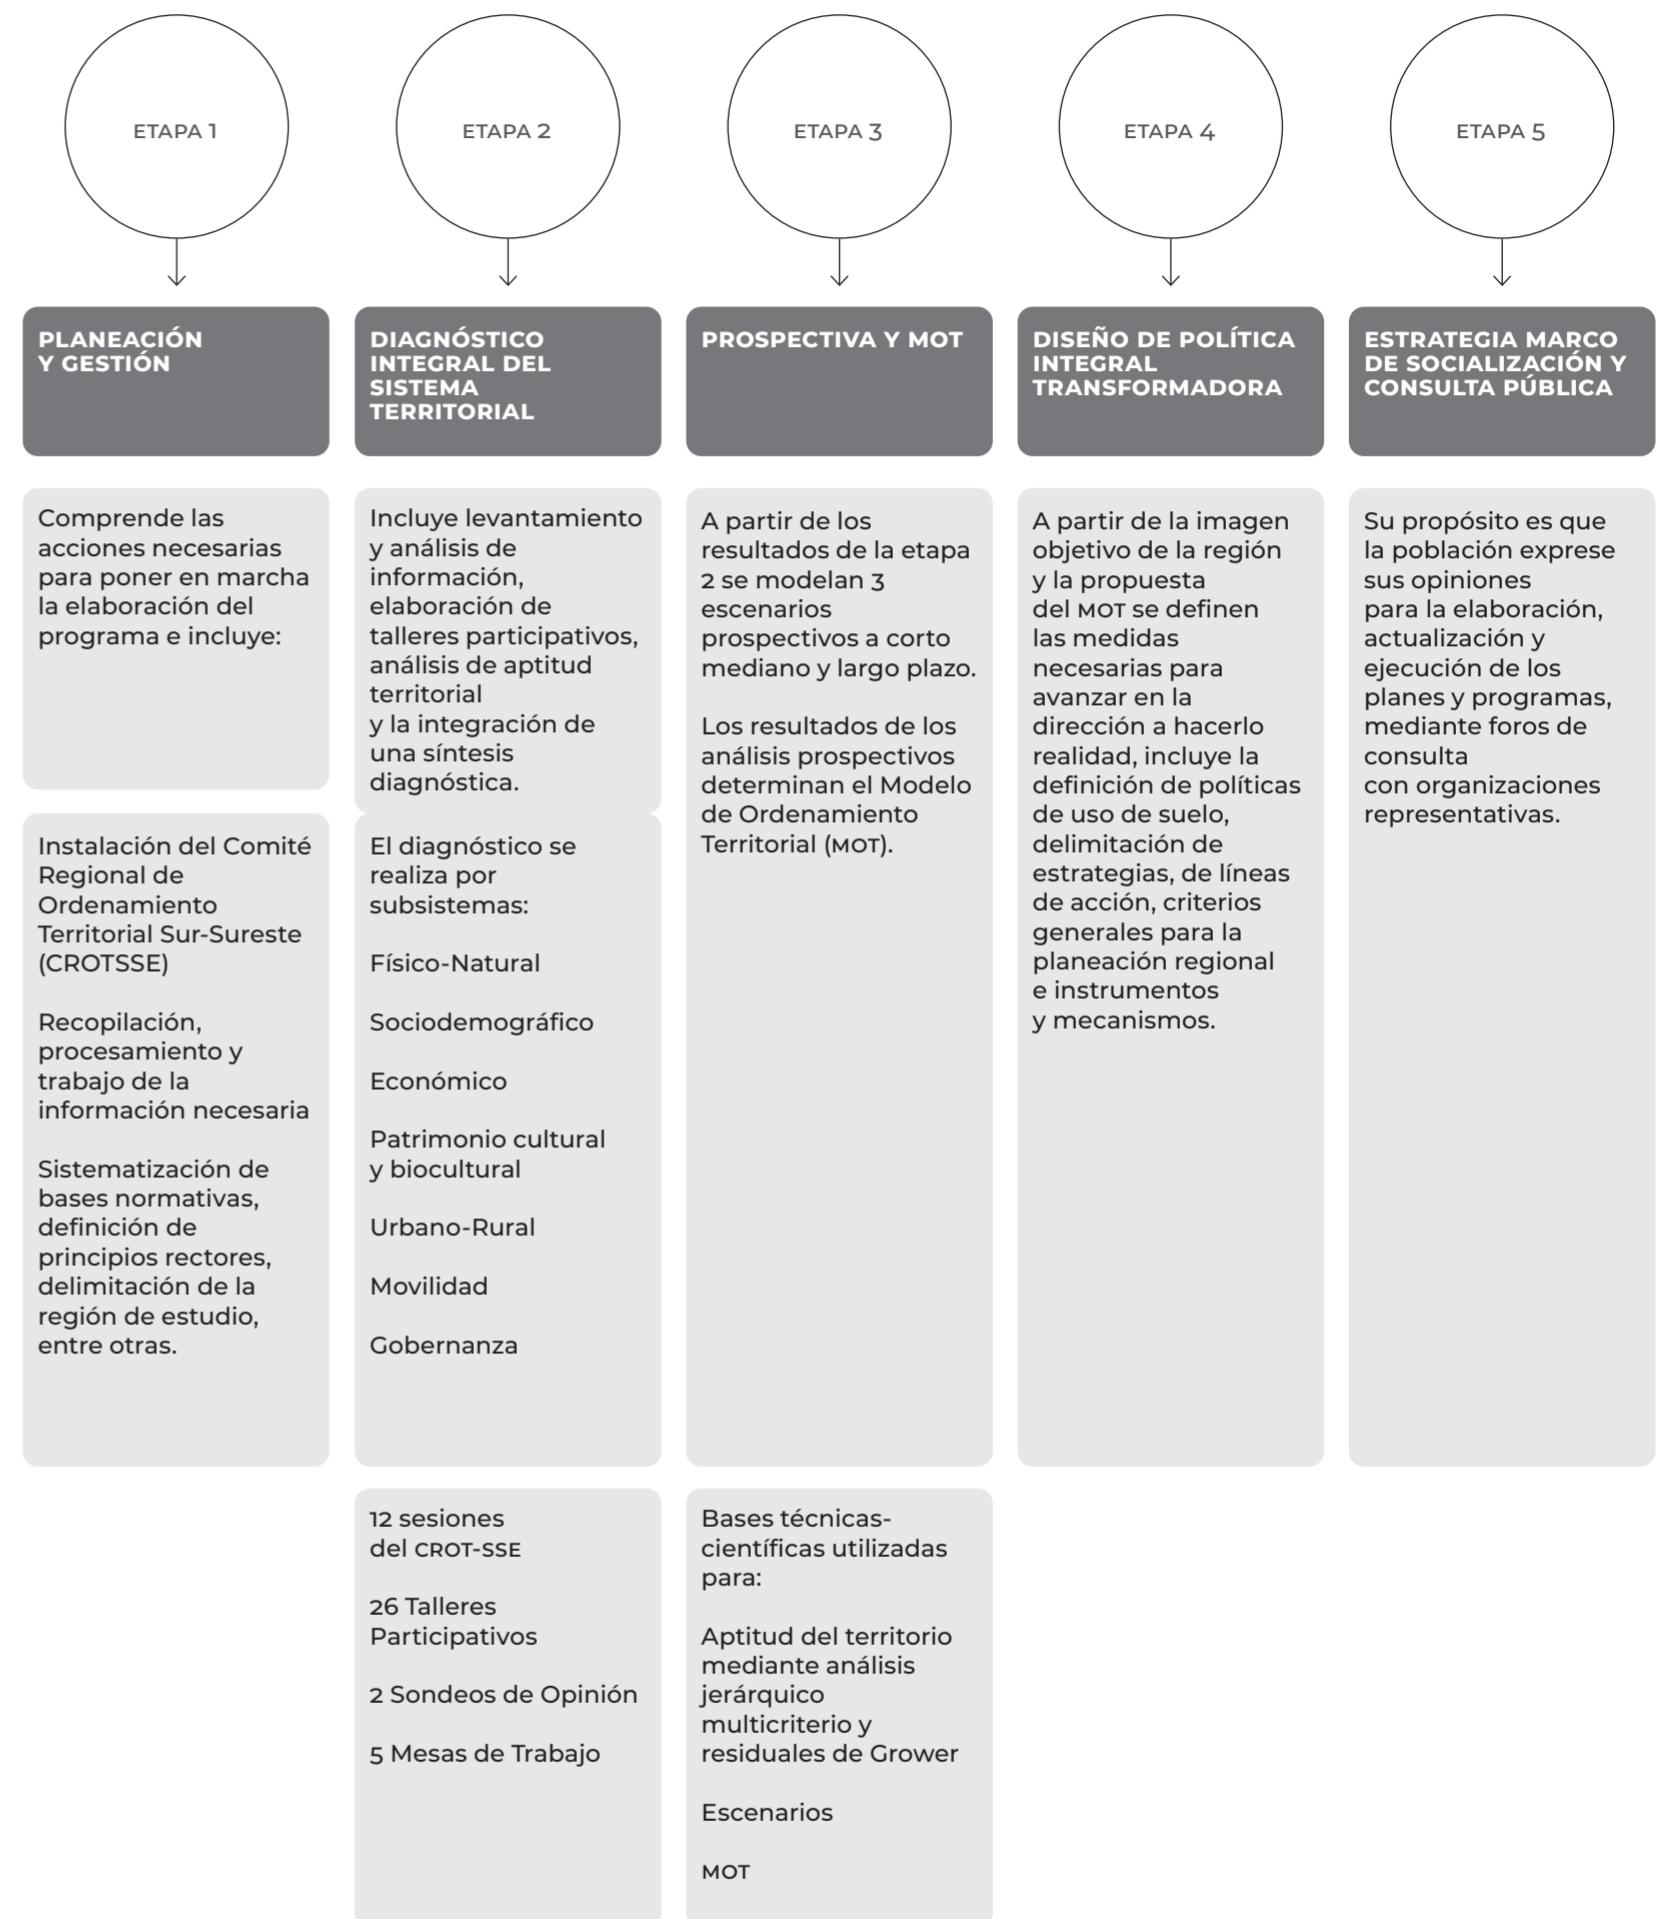 ETAPA 1
PLANEACIÓN
Y GESTIÓN
Comprende las
acciones necesarias
para poner en marcha
la elaboración del
programa e incluye:
Instalación del Comité
Regional de
Ordenamiento
Territorial Sur-Sureste
(CROTSSE)
Recopilación,
procesamiento y
trabajo de la
información necesaria
Sistematización de
bases normativas,
definición de
principios rectores,
delimitación de la
región de estudio,
entre otras.
ETAPA 2
DIAGNÓSTICO
INTEGRAL DEL
SISTEMA
TERRITORIAL
Incluye levantamiento
y análisis de
información,
elaboración de
talleres participativos,
análisis de aptitud
territorial
y la integración de
una síntesis
diagnóstica.
El diagnóstico se
realiza por
subsistemas:
Físico-Natural
Sociodemográfico
Económico
Patrimonio cultural
y biocultural
Urbano-Rural
Movilidad
Gobernanza
12 sesiones
del CROT-SSE
26 Talleres
Participativos
2 Sondeos de Opinión
5 Mesas de Trabajo
ETAPA 3
PROSPECTIVA Y MOT
A partir de los
resultados de la etapa
2 se modelan 3
escenarios
prospectivos a corto
mediano y largo plazo.
Los resultados de los
análisis prospectivos
determinan el Modelo
de Ordenamiento
Territorial (MOT).
Bases técnicas-
científicas utilizadas
para:
Aptitud del territorio
mediante análisis
jerárquico
multicriterio y
residuales de Grower
Escenarios
MOT
ETAPA 4
DISEÑO DE POLÍTICA
INTEGRAL
TRANSFORMADORA
A partir de la imagen
objetivo de la región
y la propuesta
del MOT se definen
las medidas
necesarias para
avanzar en la
dirección a hacerlo
realidad, incluye la
definición de políticas
de uso de suelo,
delimitación de
estrategias, de líneas
de acción, criterios
generales para la
planeación regional
e instrumentos
y mecanismos.
ETAPA 5
ESTRATEGIA MARCO
DE SOCIALIZACIÓN Y
CONSULTA PÚBLICA
Su propósito es que
la población exprese
sus opiniones
para la elaboración,
actualización y
ejecución de los
planes y programas,
mediante foros de
consulta
con organizaciones
representativas.